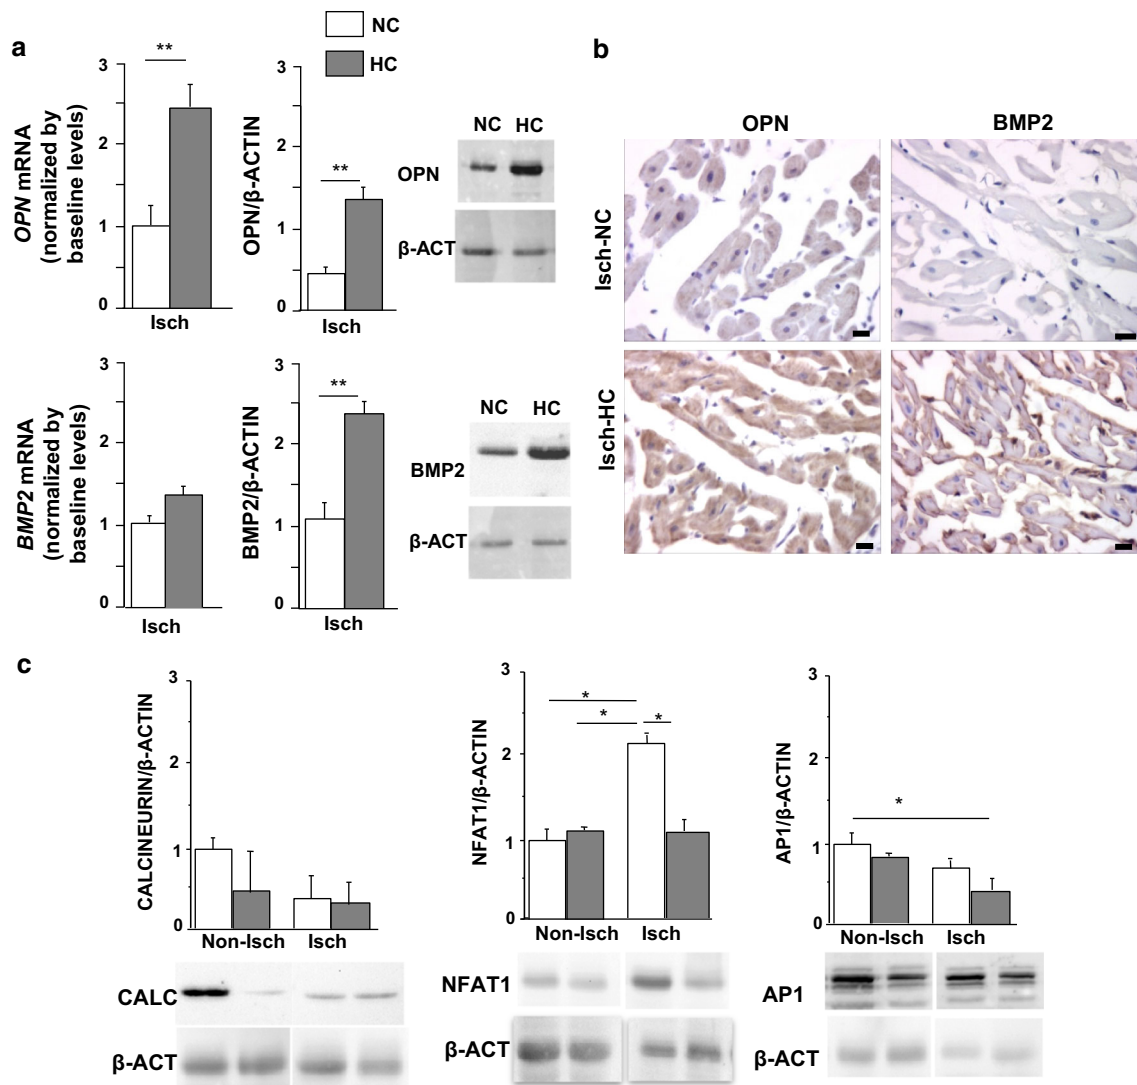 a
NC
HC
**
3
2
1
0
OPN mRNA
(normalized by
baseline levels)
Isch
**
3
2
1
0
OPN/β-ACTIN
Isch
NC HC
OPN
β-ACT
3
2
1
0
BMP2 mRNA
(normalized by
baseline levels)
Isch
**
3
2
1
0
BMP2/β-ACTIN
Isch
NC HC
BMP2
β-ACT
b
OPN BMP2
Isch-NC
Isch-HC
c
3
2
1
0
CALCINEURIN/β-ACTIN
Non-Isch Isch
CALC
β-ACT
* * *
3
2
1
0
NFAT1/β-ACTIN
Non-Isch Isch
NFAT1
β-ACT
*
3
2
1
0
AP1/β-ACTIN
Non-Isch Isch
AP1
β-ACT